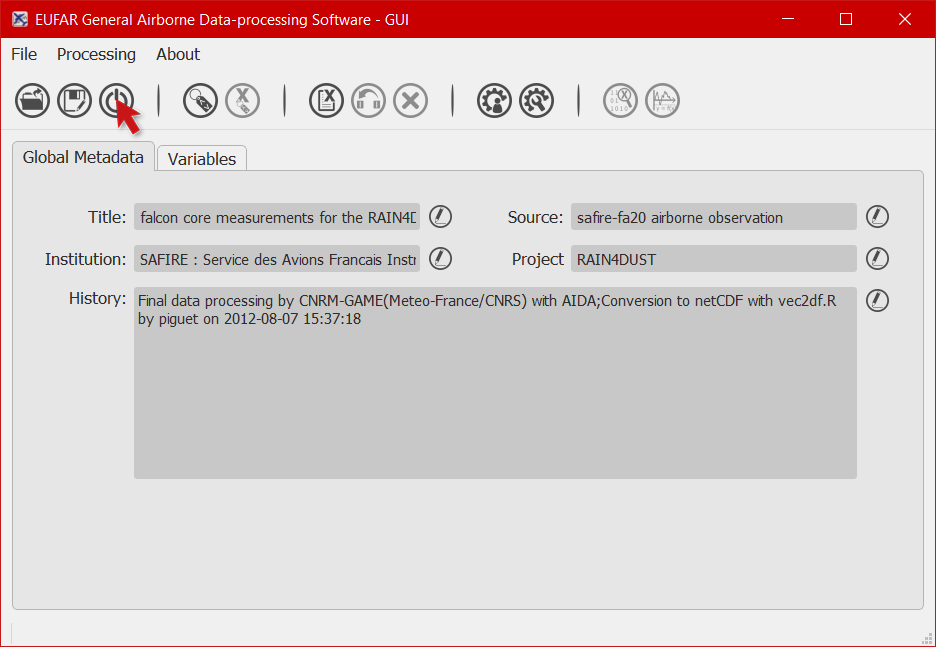 EUFAR General Airborne Data-processing Software - GUI
File Processing About
Global Metadata Variables
Title: falcon core measurements for the Source: safire-fa20 airborne observation
Institution: SAFIRE : Service des Avions Francais Project RAIN4DUST
History: Final data processing by CNRM-GAME(Meteo-France/CNRS) with AIDA;Conversion to netCDF with vec2df.R
by piguet on 2012-08-07 15:37:18